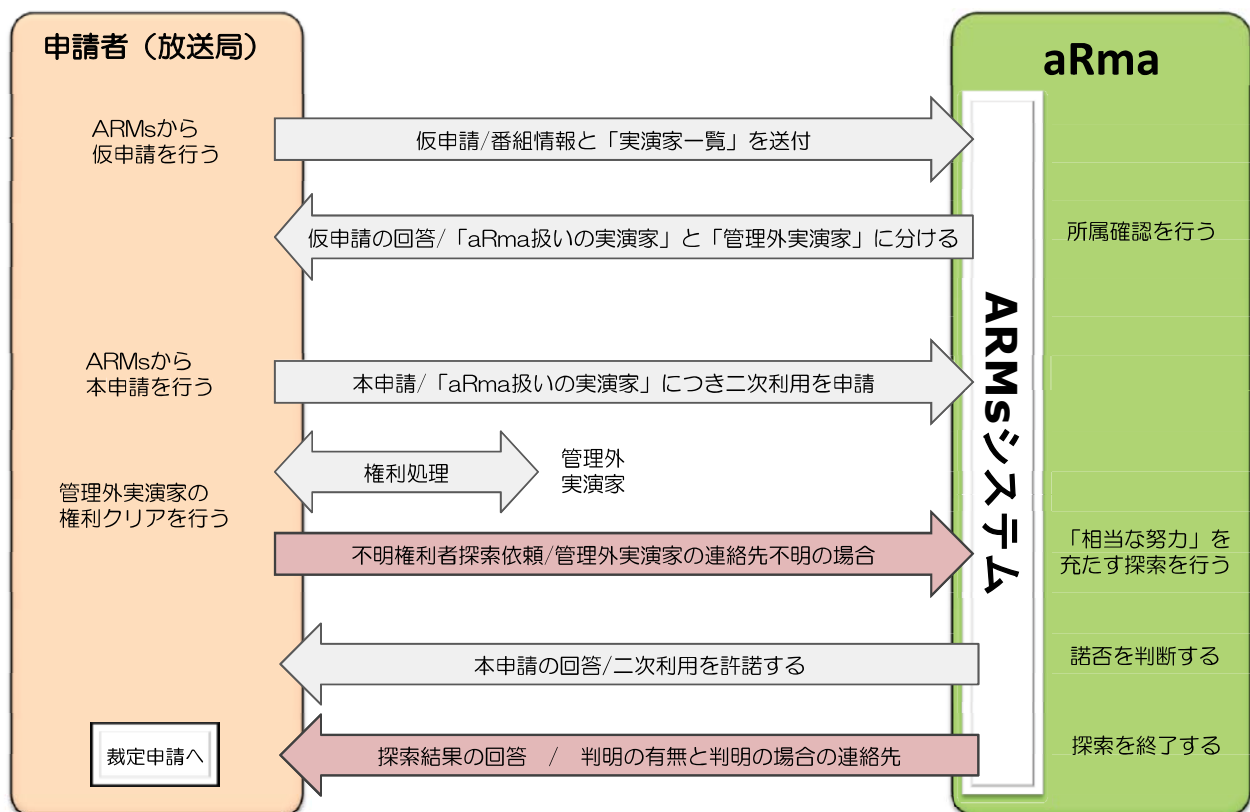 申請者（放送局）
aRma
ARMsから
仮申請を行う
仮申請/番組情報と「実演家一覧」を送付
仮申請の回答/「aRma扱いの実演家」と「管理外実演家」に分ける
所属確認を行う
ARMsシステム
ARMsから
本申請を行う
本申請/「aRma扱いの実演家」につき二次利用を申請
権利処理
管理外
実演家
管理外実演家の
権利クリアを行う
不明権利者探索依頼/管理外実演家の連絡先不明の場合
「相当な努力」を
充たす探索を行う
本申請の回答/二次利用を許諾する
諾否を判断する
裁定申請へ
探索結果の回答　/　判明の有無と判明の場合の連絡先
探索を終了する